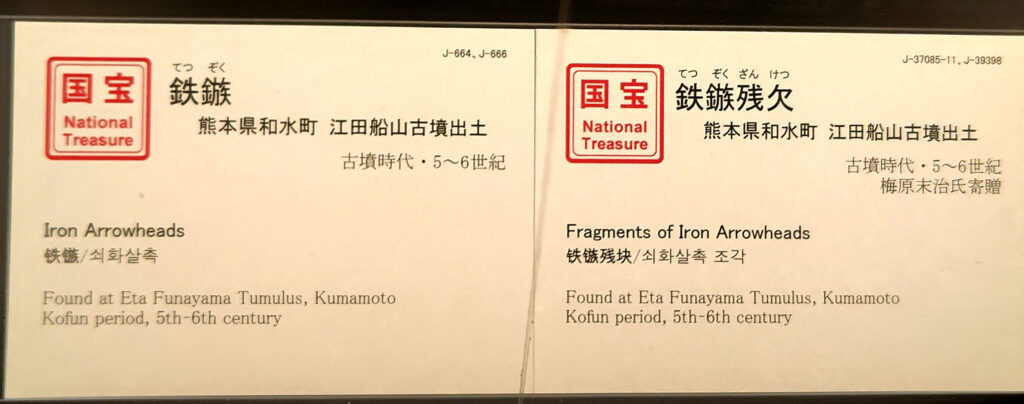 J-664、J-666
国宝
National
Treasure
てつ ぞく
鉄鏃
熊本県和水町 江田船山古墳出土
古墳時代・5〜6世紀
Iron Arrowheads
铁镞/쇠화살촉
Found at Eta Funayama Tumulus, Kumamoto
Kofun period, 5th-6th century
J-37085-11、J-39398
国宝
National
Treasure
てつ ぞく ざん けつ
鉄鏃残欠
熊本県和水町 江田船山古墳出土
古墳時代・5〜6世紀
梅原末治氏寄贈
Fragments of Iron Arrowheads
铁镞残块/쇠화살촉 조각
Found at Eta Funayama Tumulus, Kumamoto
Kofun period, 5th-6th century